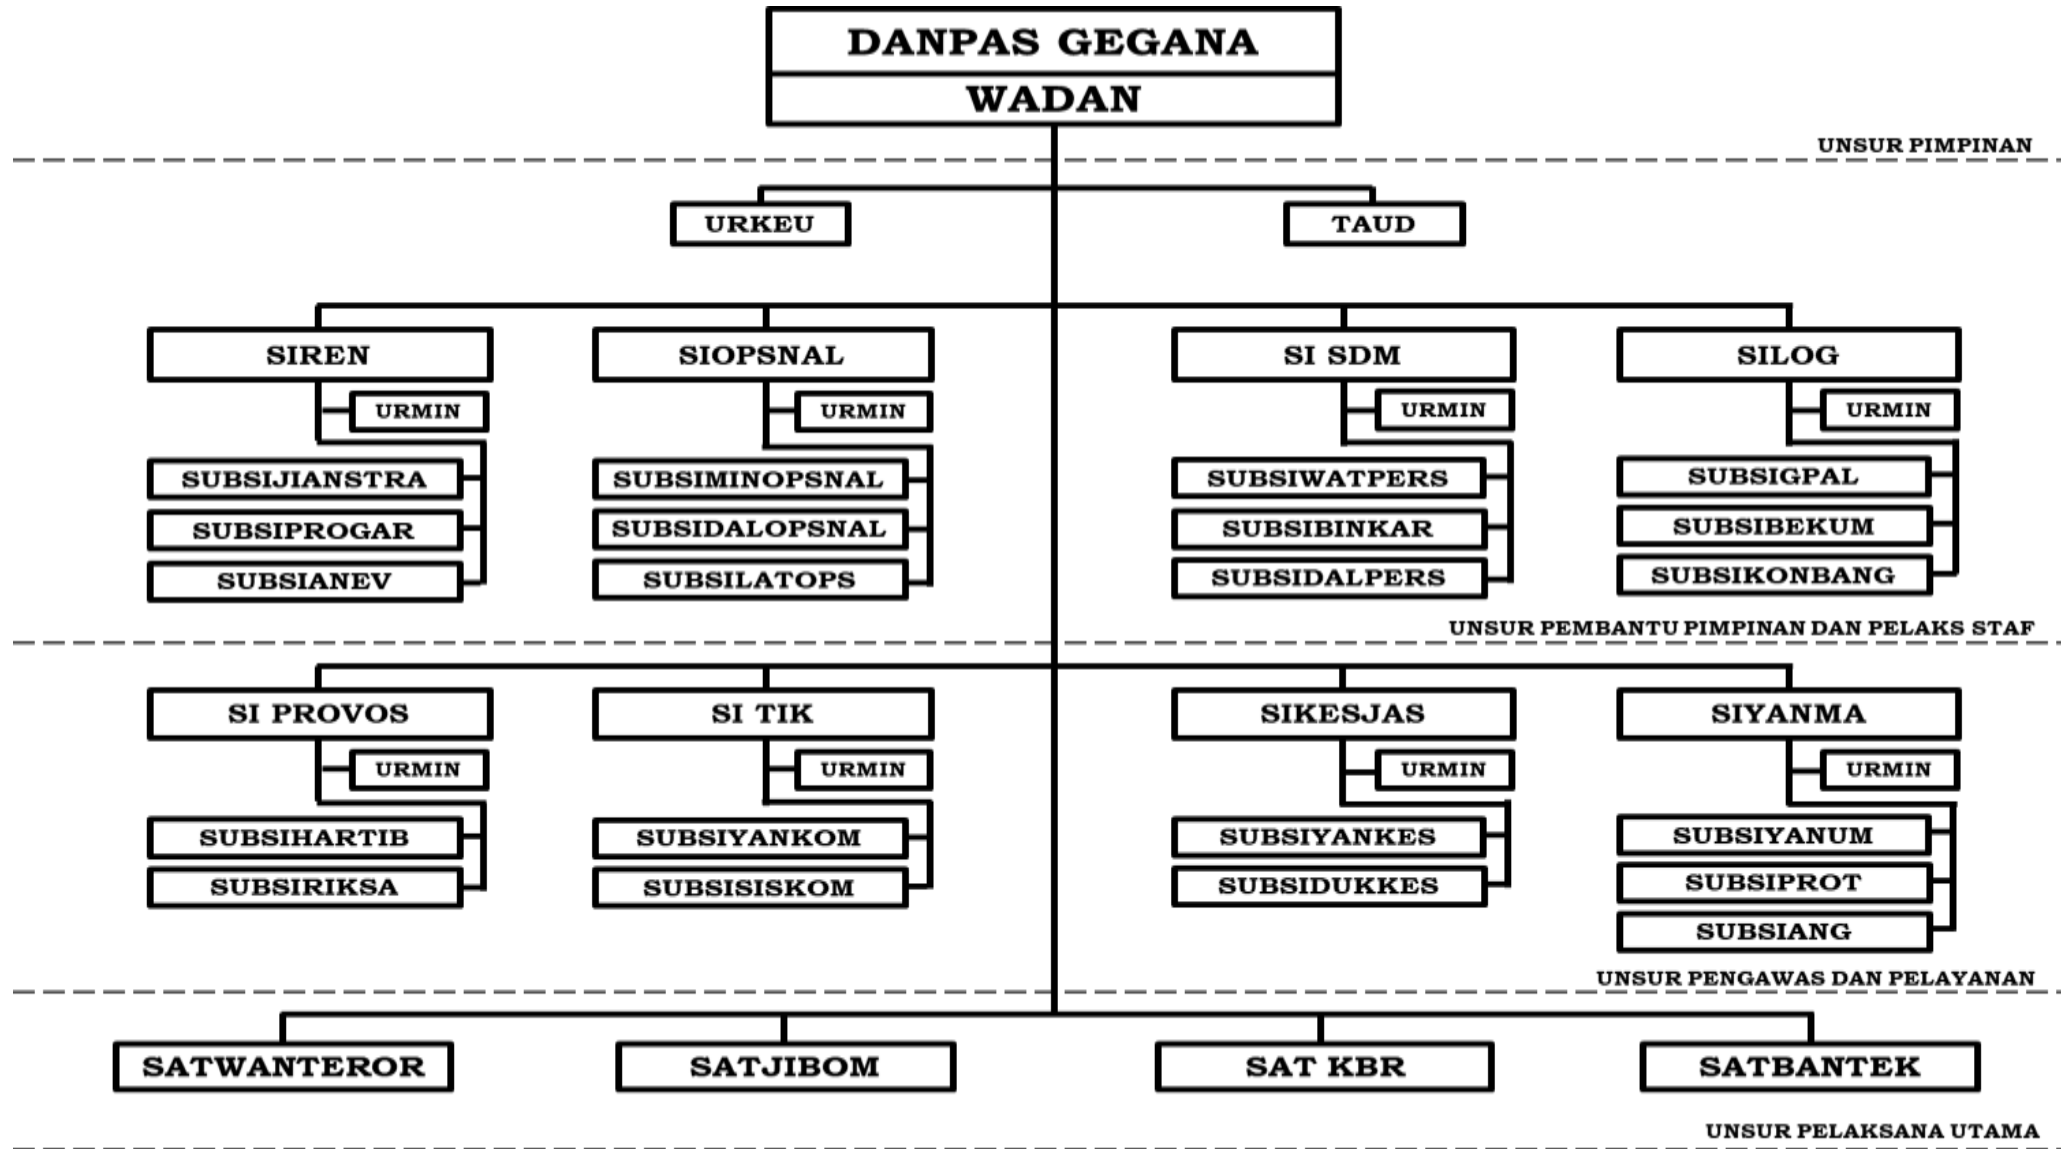 DANPAS GEGANA
WADAN
UNSUR PIMPINAN
URKEU
TAUD
SIREN
URMIN
SUBSIJIANSTRA
SUBSIPROGAR
SUBSIANEV
SIOPSNAL
URMIN
SUBSIMINOPSNAL
SUBSIDALOPSNAL
SUBSILATOPS
SI SDM
URMIN
SUBSIWATPERS
SUBSIBINKAR
SUBSIDALPERS
SILOG
URMIN
SUBSIGPAL
SUBSIBEKUM
SUBSIKONBANG
UNSUR PEMBANTU PIMPINAN DAN PELAKS STAF
SI PROVOS
URMIN
SUBSIHARTIB
SUBSIRIKSA
SI TIK
URMIN
SUBSIYANKOM
SUBSISISKOM
SIKESJAS
URMIN
SUBSIYANKES
SUBSIDUKKES
SIYANMA
URMIN
SUBSIYANUM
SUBSIPROT
SUBSIANG
UNSUR PENGAWAS DAN PELAYANAN
SATWANTEROR
SATJIBOM
SAT KBR
SATBANTEK
UNSUR PELAKSANA UTAMA